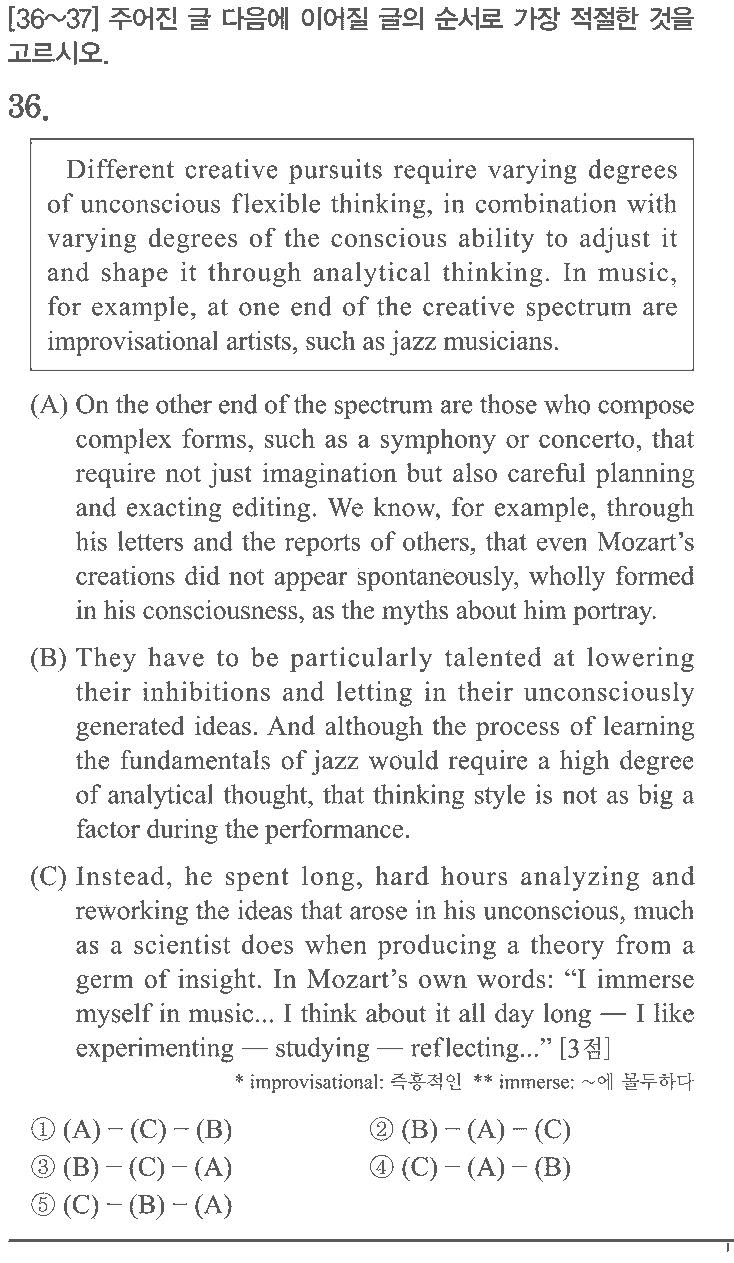 [36~37] 주어진 글 다음에 이어질 글의 순서로 가장 적절한 것을
고르시오.
36.
Different creative pursuits require varying degrees
of unconscious flexible thinking, in combination with
varying degrees of the conscious ability to adjust it
and shape it through analytical thinking. In music,
for example, at one end of the creative spectrum are
improvisational artists, such as jazz musicians.
(A) On the other end of the spectrum are those who compose
complex forms, such as a symphony or concerto, that
require not just imagination but also careful planning
and exacting editing. We know, for example, through
his letters and the reports of others, that even Mozart's
creations did not appear spontaneously, wholly formed
in his consciousness, as the myths about him portray.
(B) They have to be particularly talented at lowering
their inhibitions and letting in their unconsciously
generated ideas. And although the process of learning
the fundamentals of jazz would require a high degree
of analytical thought, that thinking style is not as big a
factor during the performance.
(C) Instead, he spent long, hard hours analyzing and
reworking the ideas that arose in his unconscious, much
as a scientist does when producing a theory from a
germ of insight. In Mozart's own words: “I immerse
myself in music... I think about it all day long — I like
experimenting — studying — reflecting...” [3점]
* improvisational: 즉흥적인 ** immerse: ~에 몰두하다
① (A) - (C) - (B) ② (B) - (A) - (C)
③ (B) - (C) - (A) ④ (C) - (A) - (B)
⑤ (C) - (B) - (A)